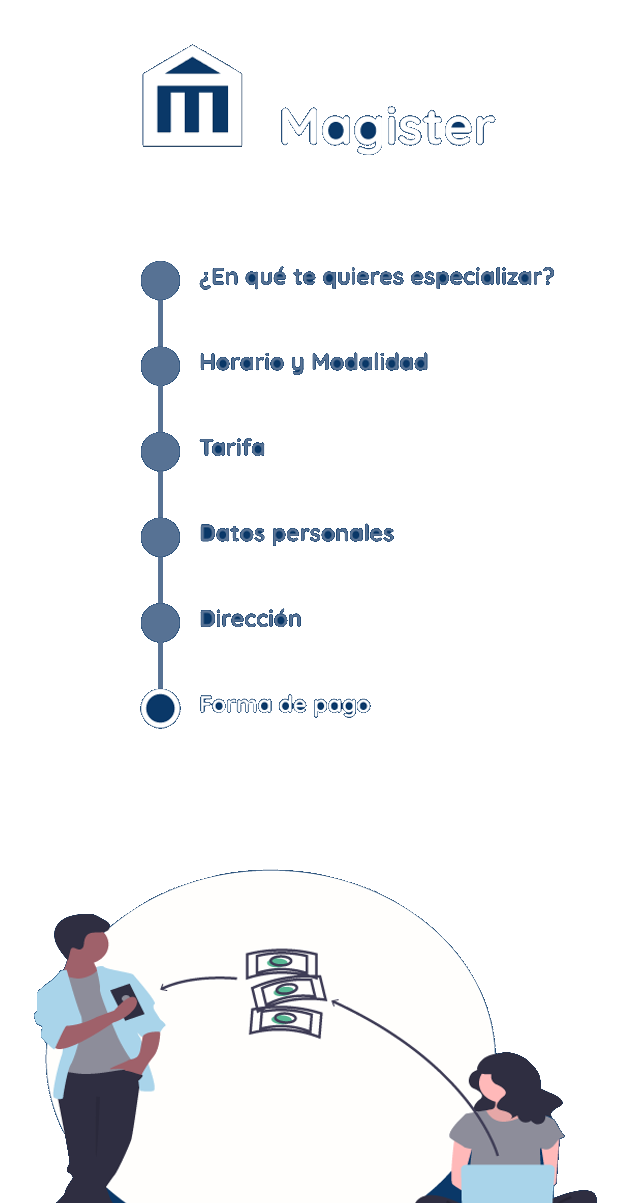 Magister
¿En qué te quieres especializar?
Horario y Modalidad
Tarifa
Datos personales
Dirección
Forma de pago